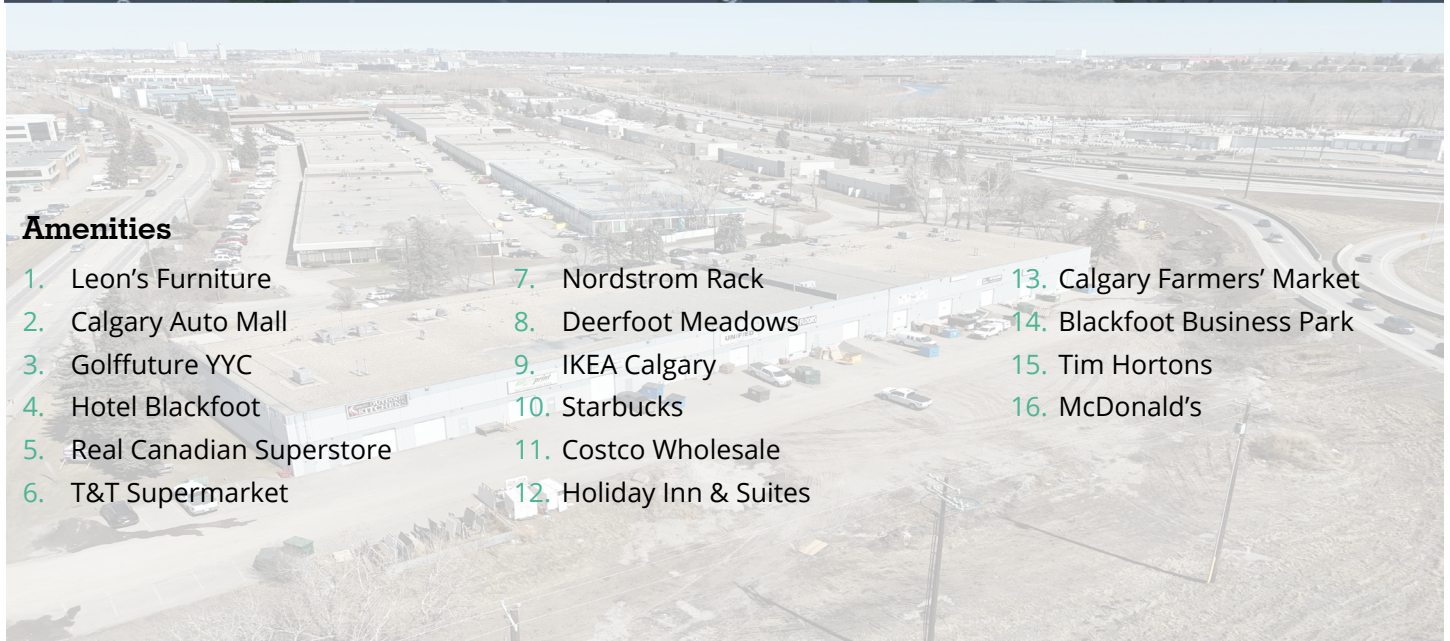 Amenities
1. Leon's Furniture
2. Calgary Auto Mall
3. Golffuture YYC
4. Hotel Blackfoot
5. Real Canadian Superstore
6. T&T Supermarket
7. Nordstrom Rack
8. Deerfoot Meadows
9. IKEA Calgary
10. Starbucks
11. Costco Wholesale
12. Holiday Inn & Suites
13. Calgary Farmers' Market
14. Blackfoot Business Park
15. Tim Hortons
16. McDonald's
KITCHENS